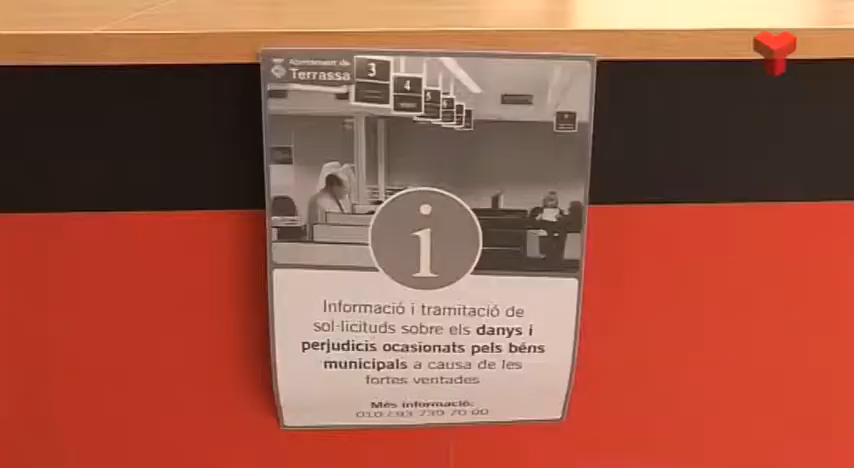 Ajuntament de
Terrassa
3
4
5
i
Informació i tramitació de
sol·licituds sobre els danys i
perjudicis ocasionats pels béns
municipals a causa de les
fortes ventades
Més informació:
010 / 93 739 70 00